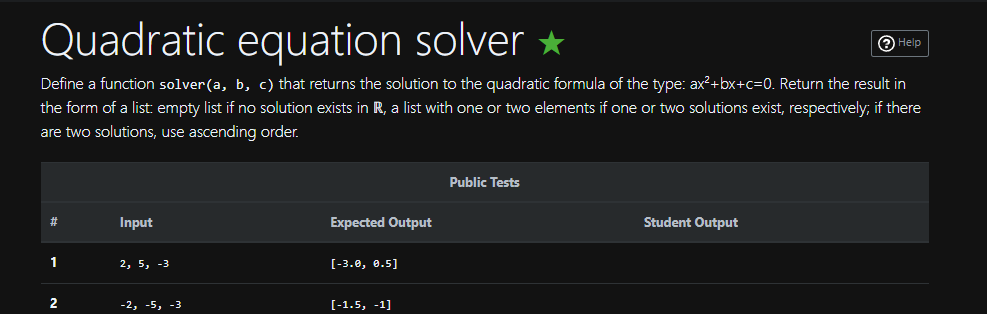 Quadratic equation solver ★
Help
Define a function solver(a, b, c) that returns the solution to the quadratic formula of the type: ax²+bx+c=0. Return the result in
the form of a list: empty list if no solution exists in ℝ, a list with one or two elements if one or two solutions exist, respectively; if there
are two solutions, use ascending order.
Public Tests
# Input Expected Output Student Output
1 2, 5, -3 [-3.0, 0.5]
2 -2, -5, -3 [-1.5, -1]